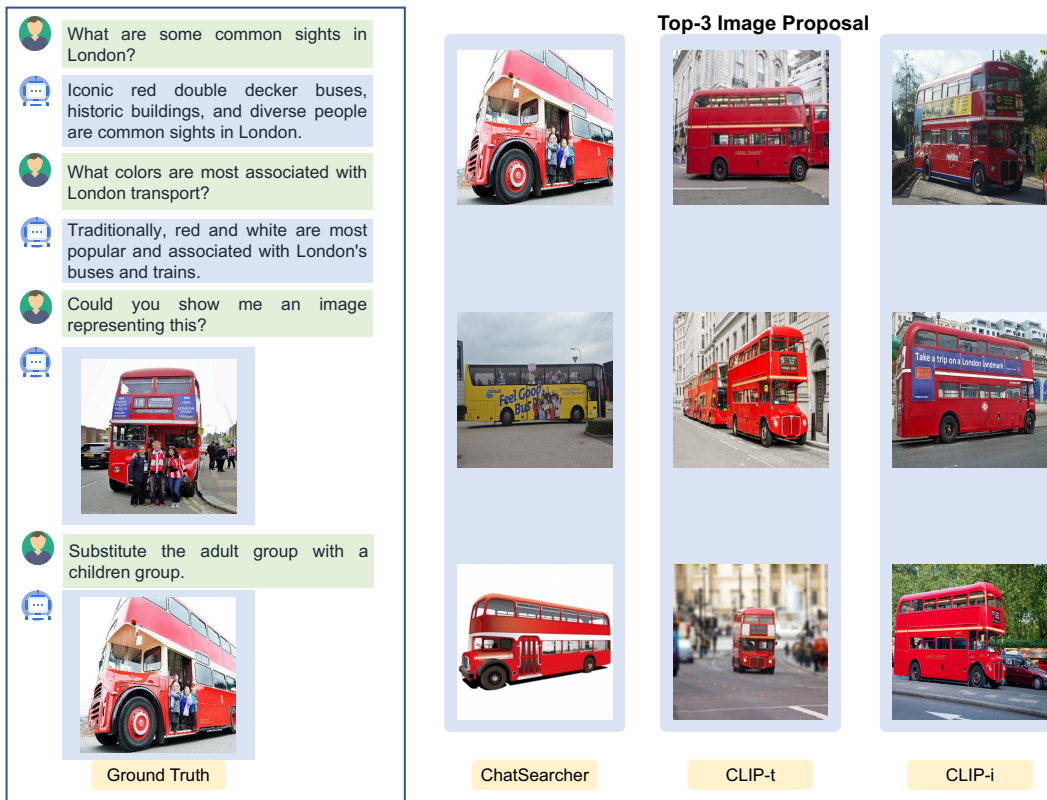 What are some common sights in
London?
Iconic red double decker buses,
historic buildings, and diverse people
are common sights in London.
What colors are most associated with
London transport?
Traditionally, red and white are most
popular and associated with London's
buses and trains.
Could you show me an image
representing this?
Substitute the adult group with a
children group.
Ground Truth
Top-3 Image Proposal
Feel Good
Bus
Take a trip on a London landmark
ChatSearcher
CLIP-t
CLIP-i